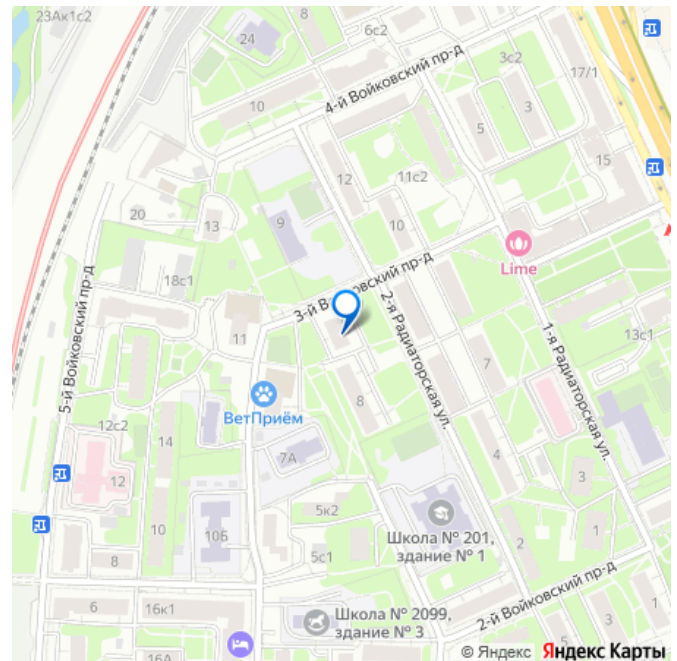 23Ак1с2
8
6с2
24
4-й Войковский пр-д
3с2
17/1
10
5
3
15
12
11с2
20
13
9
10
Lime
18с1
3-й Войковский пр-д
2-я Радиаторская ул.
5-й Войковский пр-д
11
1-я Радиаторская ул.
13с1
7
ВетПриём
8
12с2
14
7А
4
12
3
5к2
10
10Б
Школа № 201,
здание № 1
1
2
5с1
8
2-й Войковский пр-д
6
16к1
Школа № 2099,
здание № 3
1
16А
© Яндекс Яндекс Карты